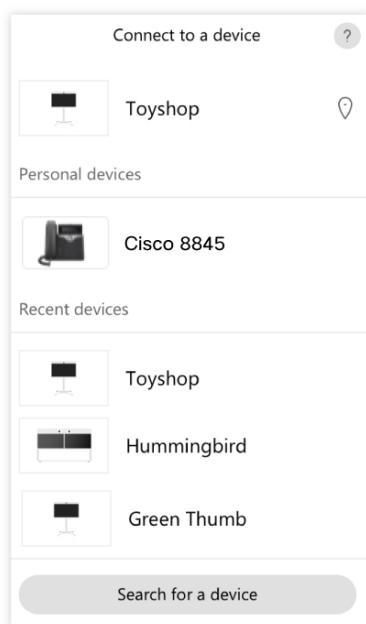 Connect to a device
?
Toyshop
Personal devices
Cisco 8845
Recent devices
Toyshop
Hummingbird
Green Thumb
Search for a device